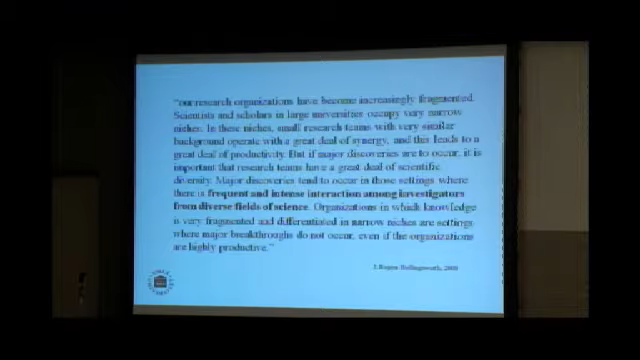 “our research organizations have become increasingly fragmented.
Scientists and scholars in large universities occupy very narrow
niches. In these niches, small research teams with very similar
background operate with a great deal of synergy, and this leads to a
great deal of productivity. But if major discoveries are to occur, it is
important that research teams have a great deal of scientific
diversity. Major discoveries tend to occur in those settings where
there is frequent and intense interaction among investigators
from diverse fields of science. Organizations in which knowledge
is very fragmented and differentiated in narrow niches are settings
where major breakthroughs do not occur, even if the organizations
are highly productive.”
J Rogers Hollingsworth,